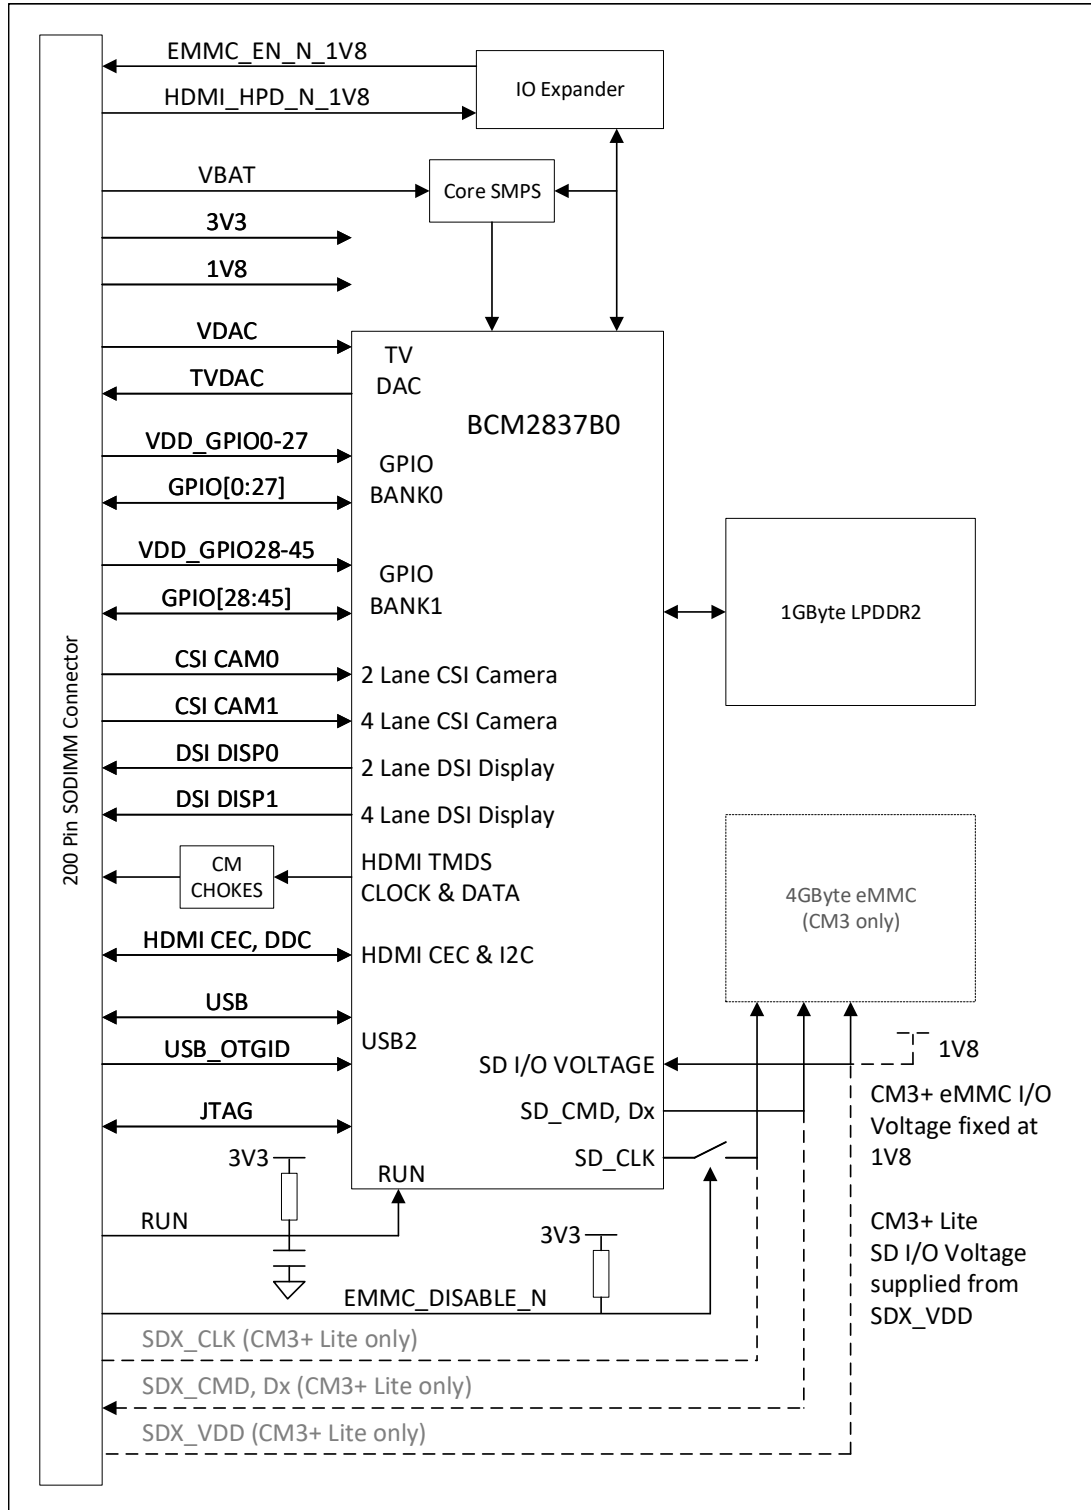 200 Pin SODIMM Connector
EMMC_EN_N_1V8
HDMI_HPD_N_1V8
IO Expander
VBAT
Core SMPS
3V3
1V8
VDAC
TVDAC
TV
DAC
BCM2837B0
VDD_GPIO0-27
GPIO[0:27]
GPIO
BANK0
VDD_GPIO28-45
GPIO[28:45]
GPIO
BANK1
1GByte LPDDR2
CSI CAM0
2 Lane CSI Camera
CSI CAM1
4 Lane CSI Camera
DSI DISP0
2 Lane DSI Display
DSI DISP1
4 Lane DSI Display
CM
CHOKES
HDMI TMDS
CLOCK & DATA
4GByte eMMC
(CM3 only)
HDMI CEC, DDC
HDMI CEC & I2C
USB
USB_OTGID
USB2
SD I/O VOLTAGE
1V8
CM3+ eMMC I/O
Voltage fixed at
1V8
SD_CMD, Dx
JTAG
SD_CLK
3V3
RUN
RUN
3V3
CM3+ Lite
SD I/O Voltage
supplied from
SDX_VDD
EMMC_DISABLE_N
SDX_CLK (CM3+ Lite only)
SDX_CMD, Dx (CM3+ Lite only)
SDX_VDD (CM3+ Lite only)